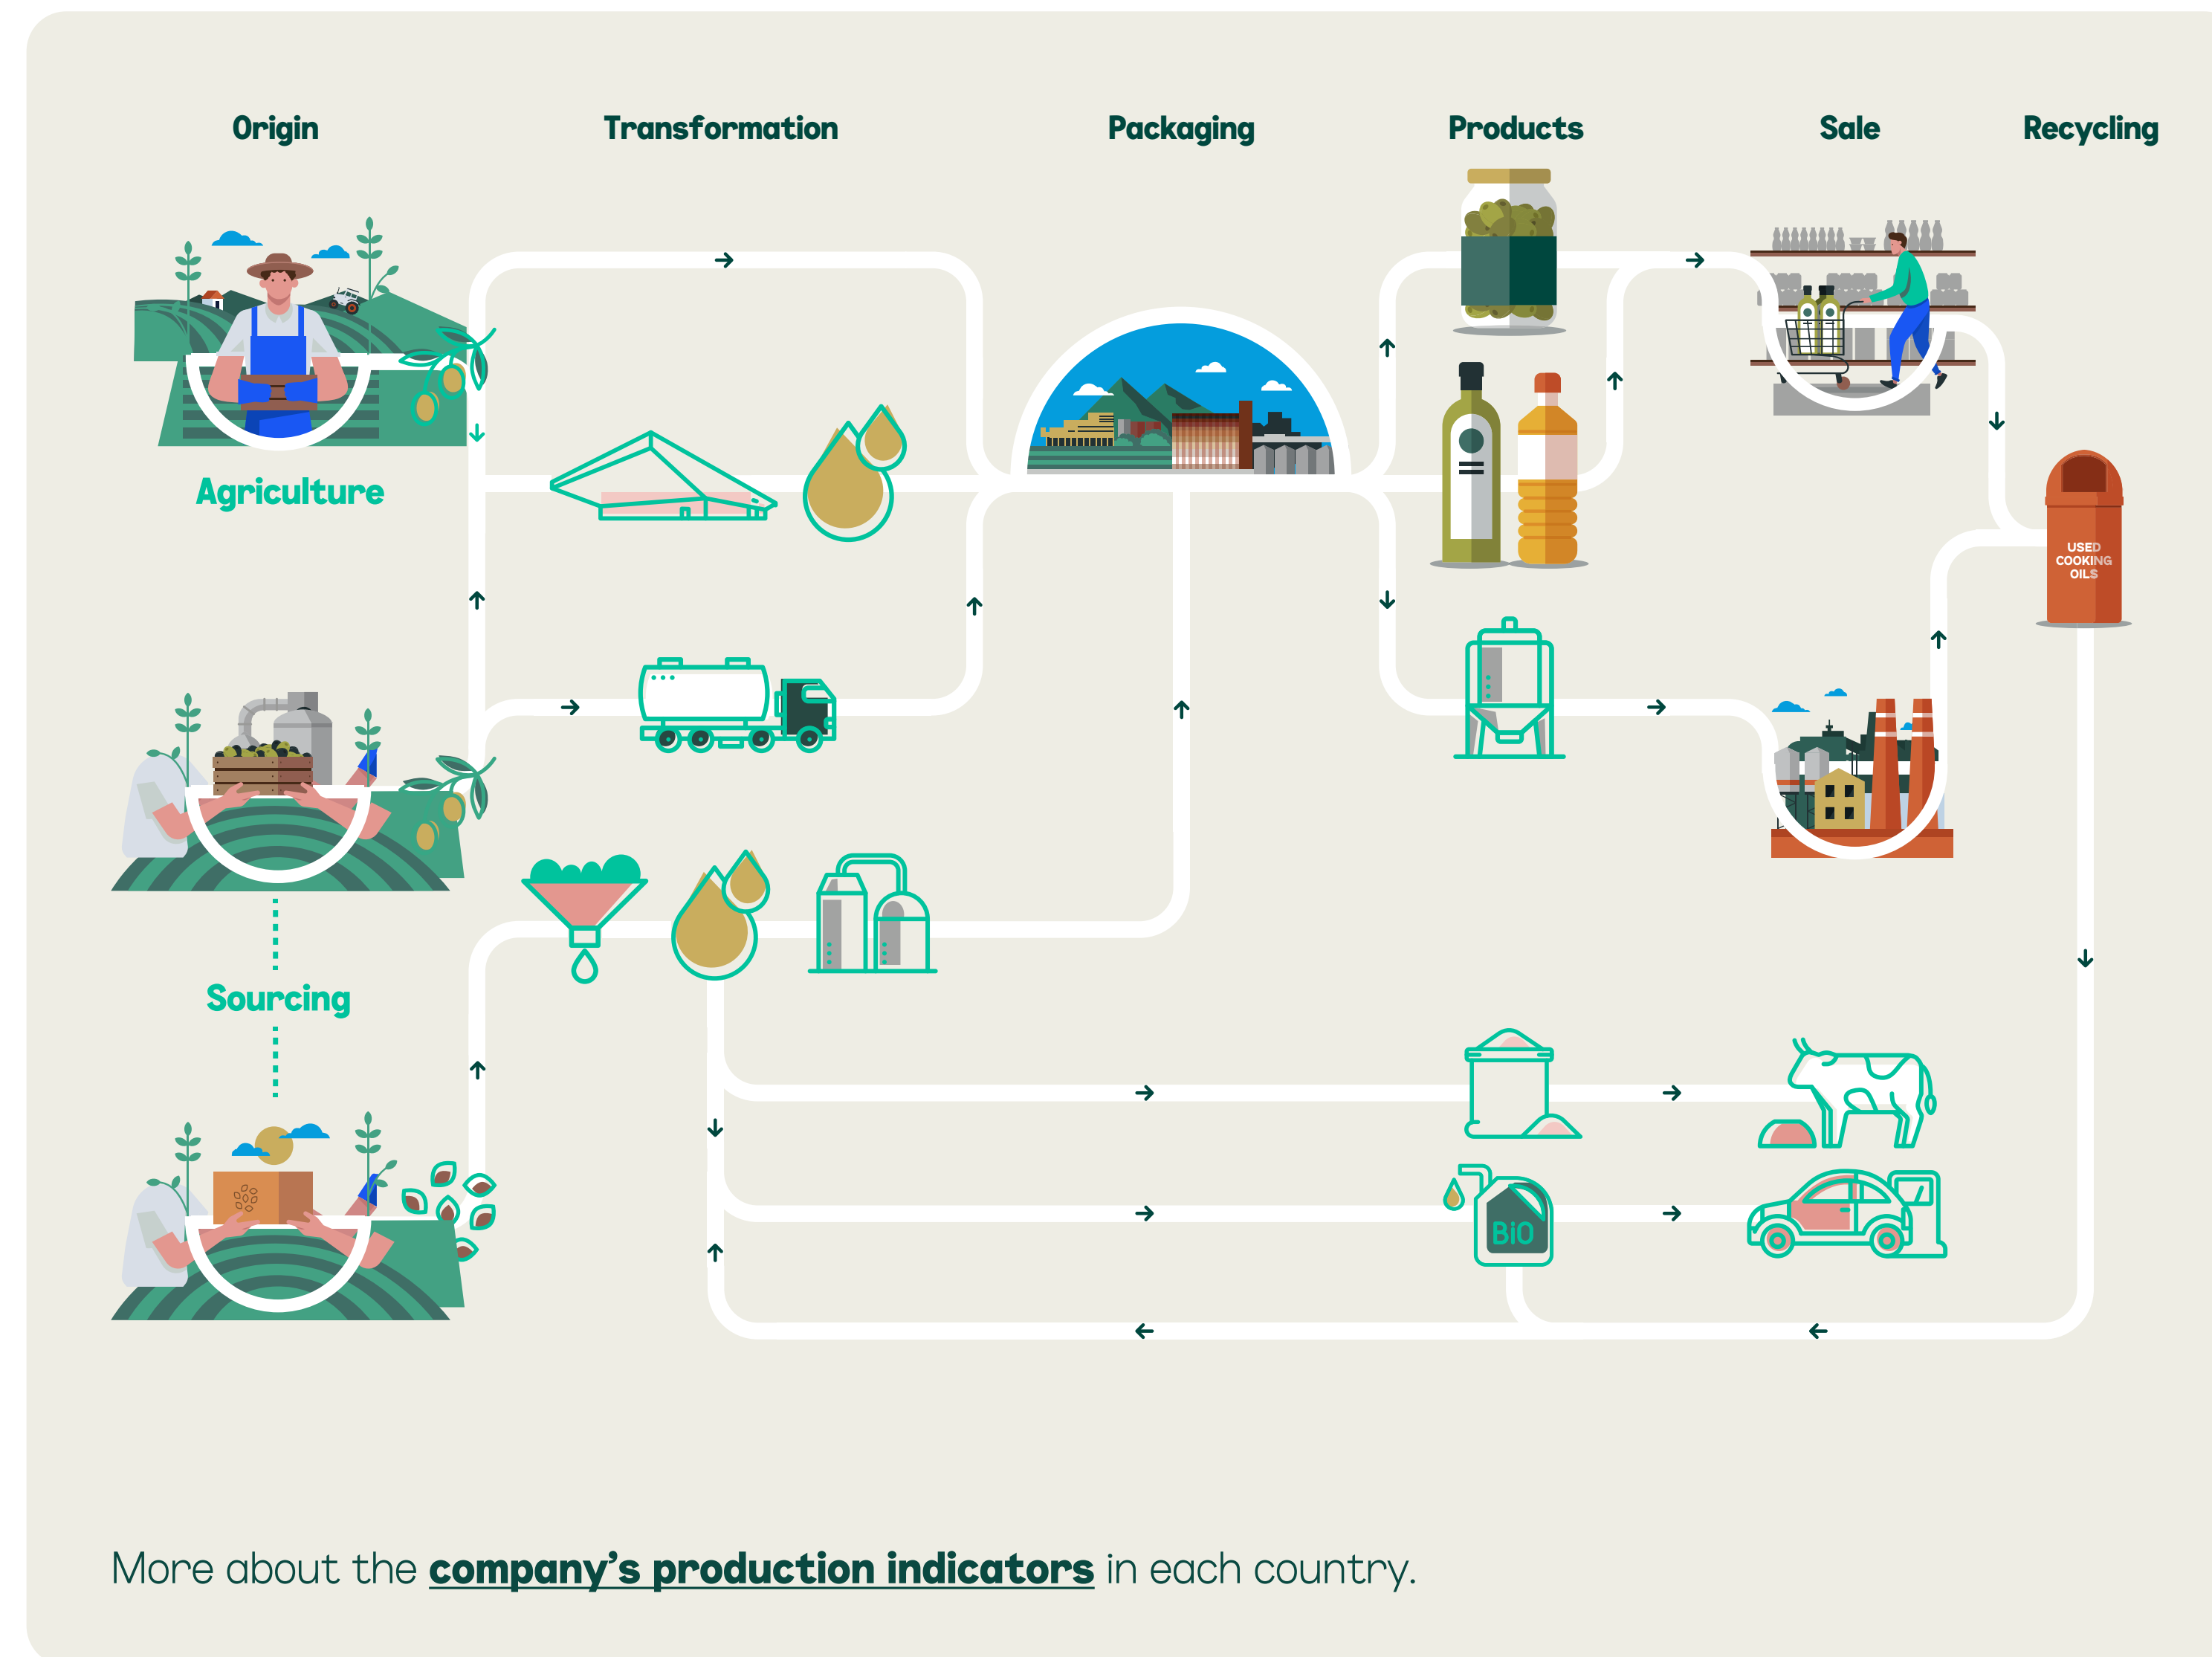 Origin
Transformation
Packaging
Products
Sale
Recycling
Agriculture
USED
COOKING
OILS
Sourcing
BiO
More about the company’s production indicators in each country.